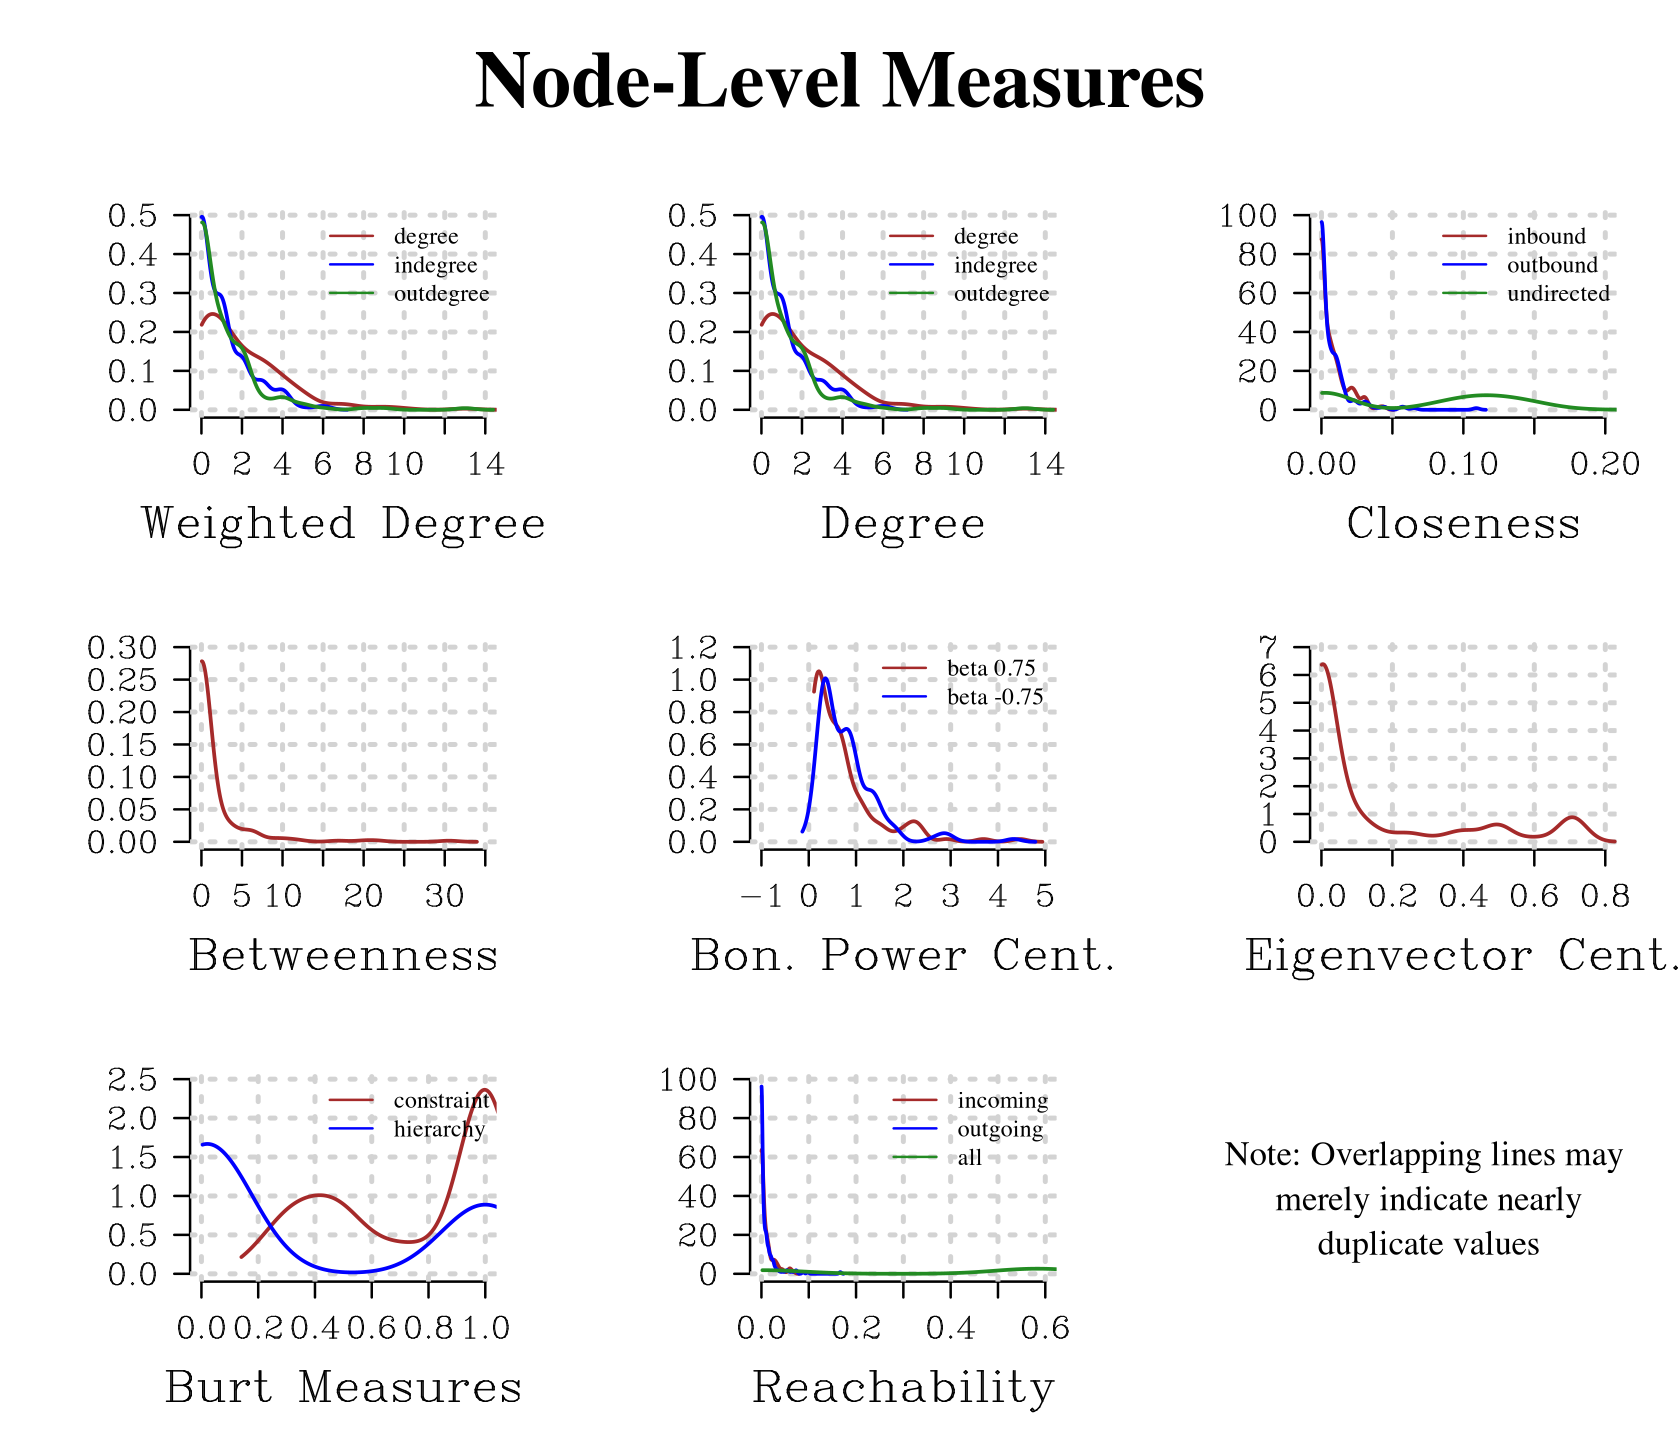 Node-Level Measures
0.5
0.4
0.3
0.2
0.1
0.0
degree
indegree
outdegree
0 2 4 6 8 10 14
Weighted Degree
0.5
0.4
0.3
0.2
0.1
0.0
degree
indegree
outdegree
0 2 4 6 8 10 14
Degree
100
80
60
40
20
0
inbound
outbound
undirected
0.00 0.10 0.20
Closeness
0.30
0.25
0.20
0.15
0.10
0.05
0.00
0 5 10 20 30
Betweenness
1.2
1.0
0.8
0.6
0.4
0.2
0.0
beta 0.75
beta -0.75
−1 0 1 2 3 4 5
Bon. Power Cent.
7
6
5
4
3
2
1
0
0.0 0.2 0.4 0.6 0.8
Eigenvector Cent.
2.5
2.0
1.5
1.0
0.5
0.0
constraint
hierarchy
0.0 0.2 0.4 0.6 0.8 1.0
Burt Measures
100
80
60
40
20
0
incoming
outgoing
all
0.0 0.2 0.4 0.6
Reachability
Note: Overlapping lines may
merely indicate nearly
duplicate values